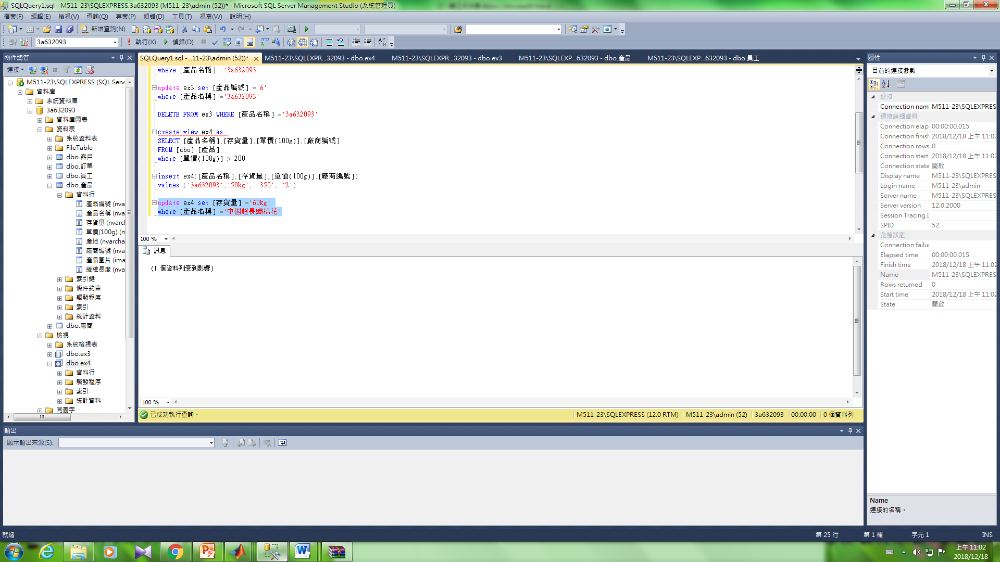 SQLQuery1.sql - M511-23\SQLEXPRESS.3a632093 (M511-23\admin (52))* - Microsoft SQL Server Management Studio (系統管理員)
檔案(F) 編輯(E) 檢視(V) 查詢(Q) 專案(P) 偵錯(D) 工具(T) 視窗(W) 說明(H)
新增查詢(N)
3a632093 執行(X) 偵錯(D)
物件總管
連接
M511-23\SQLEXPRESS (SQL Serv
資料庫
系統資料庫
3a632093
資料庫圖表
資料表
系統資料表
FileTable
dbo.客戶
dbo.訂單
dbo.員工
dbo.產品
資料行
產品編號 (nva
產品名稱 (nva
存貨量 (nvarcl
單價(100g) (m
產地 (nvarcha
廠商編號 (nva
產品圖片 (ima
纖維長度 (nva
索引鍵
條件約束
觸發程序
索引
統計資料
dbo.廠商
檢視
系統檢視表
dbo.ex3
dbo.ex4
資料行
觸發程序
索引
統計資料
同義字
SQLQuery1.sql -...11-23\admin (52))* M511-23\SQLEXPR...32093 - dbo.ex4 M511-23\SQLEXPR...32093 - dbo.ex3 M511-23\SQLEXP...632093 - dbo.產品 M511-23\SQLEXP...632093 - dbo.員工
where [產品名稱] ='3a632093'
update ex3 set [產品編號] ='6'
where [產品名稱] ='3a632093'
DELETE FROM ex3 WHERE [產品名稱] ='3a632093'
create view ex4 as
SELECT [產品名稱],[存貨量],[單價(100g)],[廠商編號]
FROM [dbo].[產品]
where [單價(100g)] > 200
insert ex4([產品名稱],[存貨量],[單價(100g)],[廠商編號])
values ('3a632093','50kg', '350', '2')
update ex4 set [存貨量] ='60kg'
where [產品名稱] ='中國超長纖棉花'
100 %
訊息
(1 個資料列受到影響)
100 %
已成功執行查詢。 M511-23\SQLEXPRESS (12.0 RTM) M511-23\admin (52) 3a632093 00:00:00 0 個資料列
屬性
目前的連接參數
連接
Connection nam M511-23\SQLEXPRES
連接詳細資料
Connection elap 00:00:00.015
Connection finish 2018/12/18 上午 11:02
Connection rows 0
Connection start 2018/12/18 上午 11:02
Connection state 開啟
Display name M511-23\SQLEXPRES
Login name M511-23\admin
Server name M511-23\SQLEXPRES
Server version 12.0.2000
Session Tracing I
SPID 52
彙總狀態
Connection failu
Elapsed time 00:00:00.015
Finish time 2018/12/18 上午 11:02
Name M511-23\SQLEXPRES
Rows returned 0
Start time 2018/12/18 上午 11:02
State 開啟
Name
連接的名稱。
輸出
顯示輸出來源(S):
就緒 第 25 行 第 1 欄 字元 1 INS
上午 11:02
2018/12/18